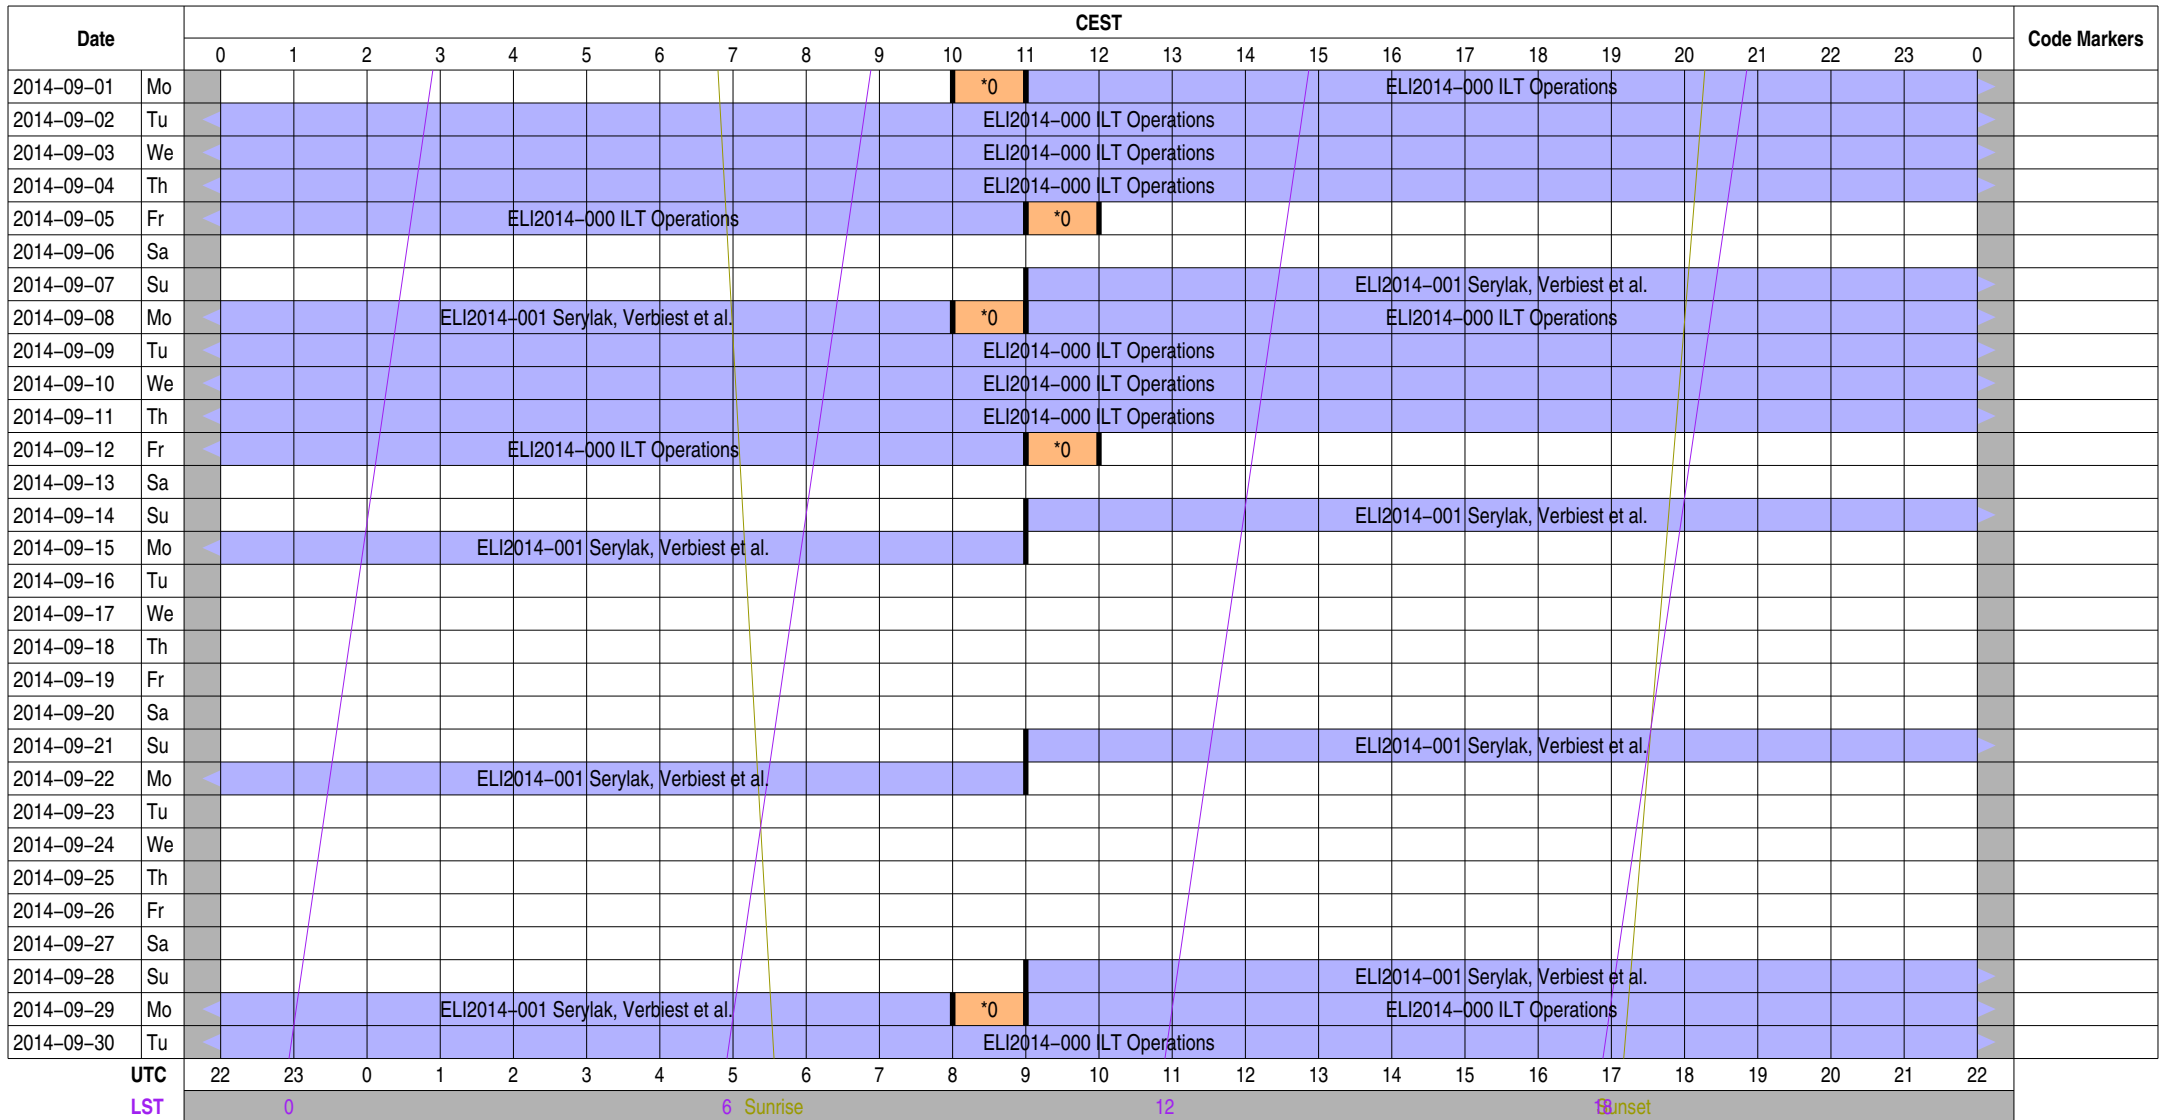 Date CEST Code Markers
0 1 2 3 4 5 6 7 8 9 10 11 12 13 14 15 16 17 18 19 20 21 22 23 0
2014−09−01 Mo *0 ELI2014−000 ILT Operations
2014−09−02 Tu ELI2014−000 ILT Operations
2014−09−03 We ELI2014−000 ILT Operations
2014−09−04 Th ELI2014−000 ILT Operations
2014−09−05 Fr ELI2014−000 ILT Operations *0
2014−09−06 Sa
2014−09−07 Su ELI2014−001 Serylak, Verbiest et al.
2014−09−08 Mo ELI2014−001 Serylak, Verbiest et al. *0 ELI2014−000 ILT Operations
2014−09−09 Tu ELI2014−000 ILT Operations
2014−09−10 We ELI2014−000 ILT Operations
2014−09−11 Th ELI2014−000 ILT Operations
2014−09−12 Fr ELI2014−000 ILT Operations *0
2014−09−13 Sa
2014−09−14 Su ELI2014−001 Serylak, Verbiest et al.
2014−09−15 Mo ELI2014−001 Serylak, Verbiest et al.
2014−09−16 Tu
2014−09−17 We
2014−09−18 Th
2014−09−19 Fr
2014−09−20 Sa
2014−09−21 Su ELI2014−001 Serylak, Verbiest et al.
2014−09−22 Mo ELI2014−001 Serylak, Verbiest et al.
2014−09−23 Tu
2014−09−24 We
2014−09−25 Th
2014−09−26 Fr
2014−09−27 Sa
2014−09−28 Su ELI2014−001 Serylak, Verbiest et al.
2014−09−29 Mo ELI2014−001 Serylak, Verbiest et al. *0 ELI2014−000 ILT Operations
2014−09−30 Tu ELI2014−000 ILT Operations
UTC 22 23 0 1 2 3 4 5 6 7 8 9 10 11 12 13 14 15 16 17 18 19 20 21 22
LST 0 6 Sunrise 12 18 Sunset